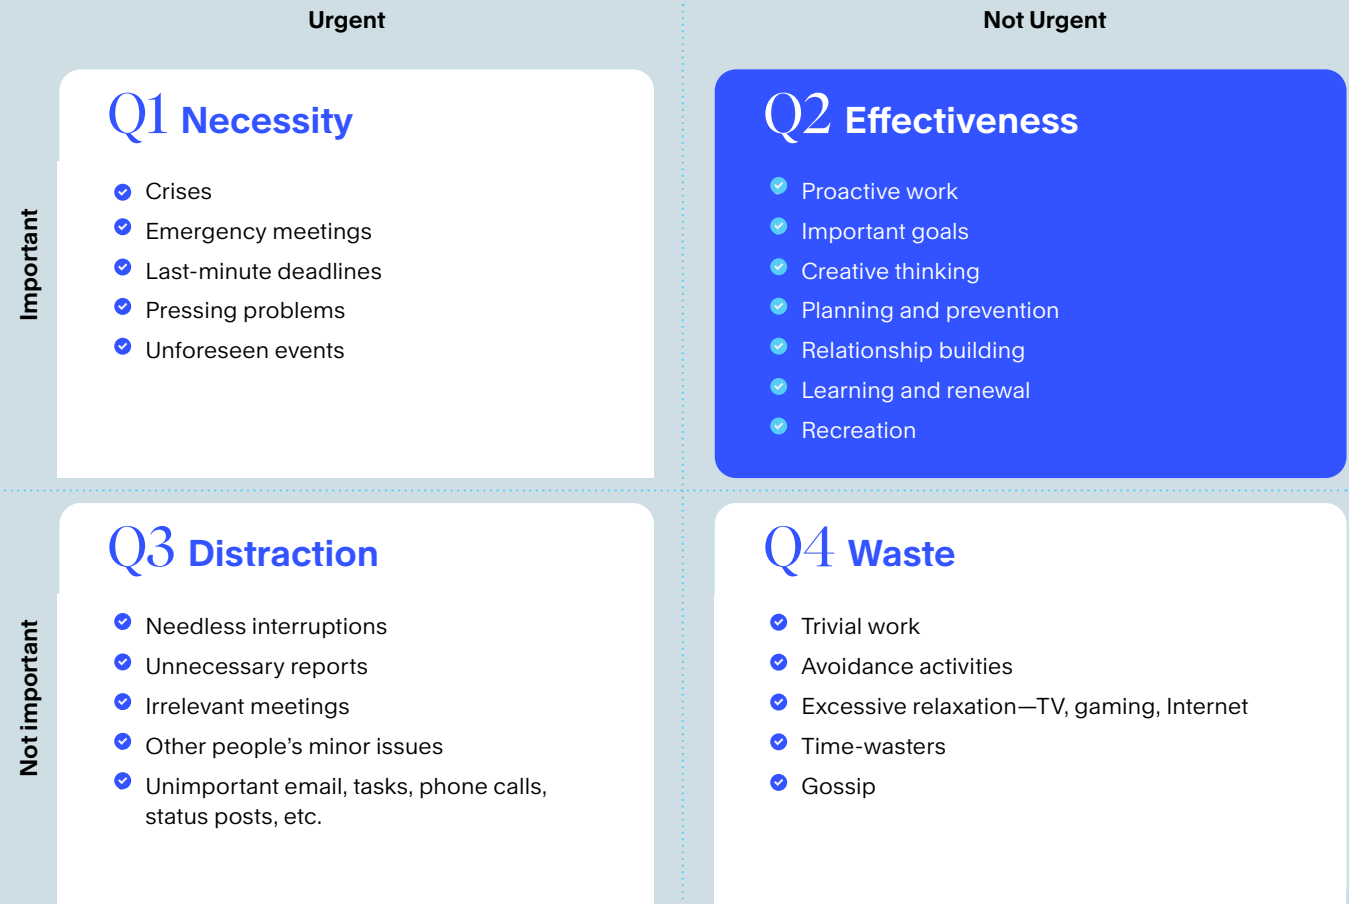 Urgent
Not Urgent
Important
Q1 Necessity
Crises
Emergency meetings
Last-minute deadlines
Pressing problems
Unforeseen events
Q2 Effectiveness
Proactive work
Important goals
Creative thinking
Planning and prevention
Relationship building
Learning and renewal
Recreation
Not important
Q3 Distraction
Needless interruptions
Unnecessary reports
Irrelevant meetings
Other people’s minor issues
Unimportant email, tasks, phone calls,
status posts, etc.
Q4 Waste
Trivial work
Avoidance activities
Excessive relaxation—TV, gaming, Internet
Time-wasters
Gossip